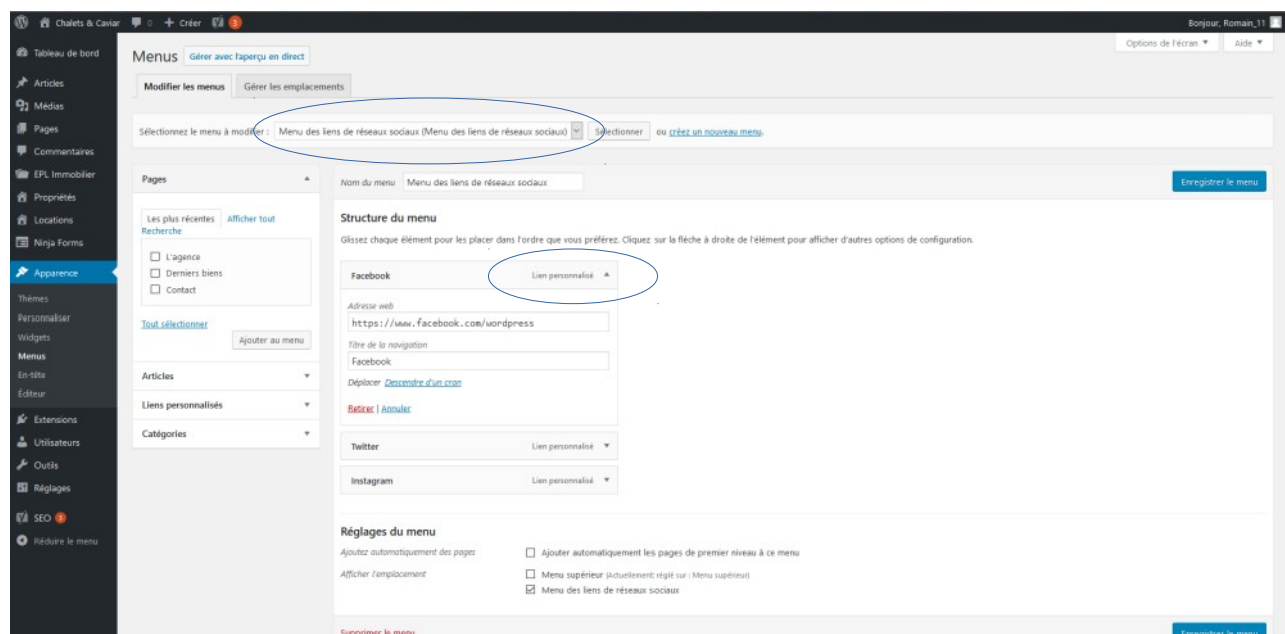 Chalets & Caviar 0 + Créer 3 Bonjour, Romain_11
Options de l'écran Aide
Tableau de bord
Articles
Médias
Pages
Commentaires
EPL Immobilier
Propriétés
Locations
Ninja Forms
Apparence
Thèmes
Personnaliser
Widgets
Menus
En-tête
Éditeur
Extensions
Utilisateurs
Outils
Réglages
SEO 3
Réduire le menu
Menus Gérer avec l'aperçu en direct
Modifier les menus Gérer les emplacements
Sélectionnez le menu à modifier : Menu des liens de réseaux sociaux (Menu des liens de réseaux sociaux) Sélectionner ou créez un nouveau menu.
Pages
Les plus récentes Afficher tout
Recherche
L'agence
Derniers biens
Contact
Tout sélectionner
Ajouter au menu
Articles
Liens personnalisés
Catégories
Nom du menu Menu des liens de réseaux sociaux Enregistrer le menu
Structure du menu
Glissez chaque élément pour les placer dans l'ordre que vous préférez. Cliquez sur la flèche à droite de l'élément pour afficher d'autres options de configuration.
Facebook Lien personnalisé
Adresse web
https://www.facebook.com/wordpress
Titre de la navigation
Facebook
Déplacer Descendre d'un cran
Retirer | Annuler
Twitter Lien personnalisé
Instagram Lien personnalisé
Réglages du menu
Ajoutez automatiquement des pages Ajouter automatiquement les pages de premier niveau à ce menu
Afficher l'emplacement Menu supérieur (Actuellement réglé sur : Menu supérieur)
Menu des liens de réseaux sociaux
Supprimer le menu Enregistrer le menu